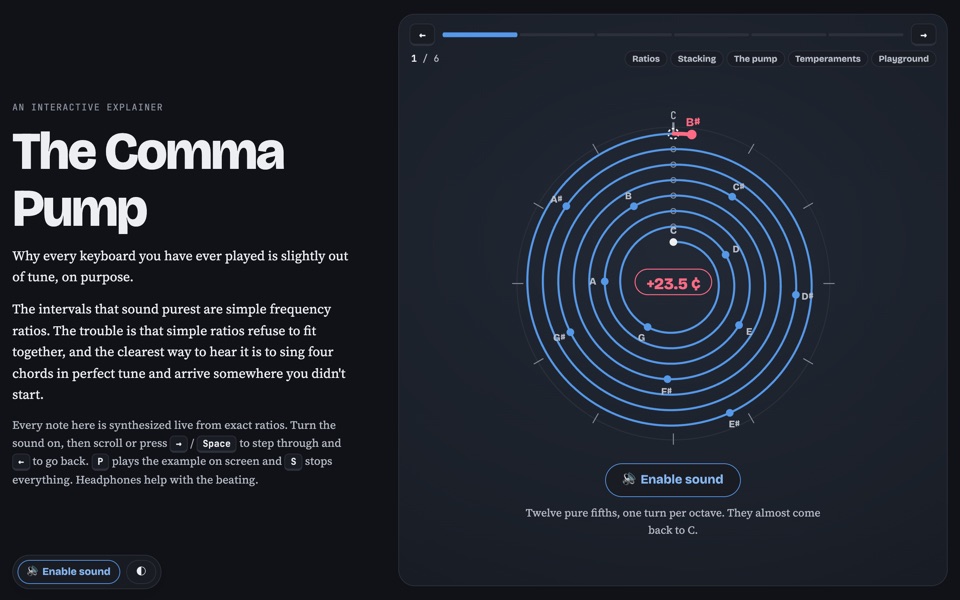 AN INTERACTIVE EXPLAINER
The Comma
Pump
Why every keyboard you have ever played is slightly out
of tune, on purpose.
The intervals that sound purest are simple frequency
ratios. The trouble is that simple ratios refuse to fit
together, and the clearest way to hear it is to sing four
chords in perfect tune and arrive somewhere you didn't
start.
Every note here is synthesized live from exact ratios. Turn the
sound on, then scroll or press → / Space to step through and
← to go back. P plays the example on screen and S stops
everything. Headphones help with the beating.
Enable sound
← →
1 / 6
Ratios Stacking The pump Temperaments Playground
C
B#
C#
A#
B
C
D
A
+23.5 ¢
D#
G#
G
E
F#
E#
Enable sound
Twelve pure fifths, one turn per octave. They almost come
back to C.